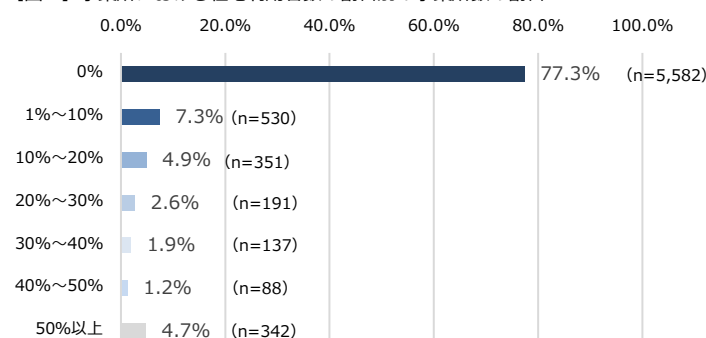 0.0% 20.0% 40.0% 60.0% 80.0% 100.0%
0% 77.3% (n=5,582)
1%～10% 7.3% (n=530)
10%～20% 4.9% (n=351)
20%～30% 2.6% (n=191)
30%～40% 1.9% (n=137)
40%～50% 1.2% (n=88)
50%以上 4.7% (n=342)